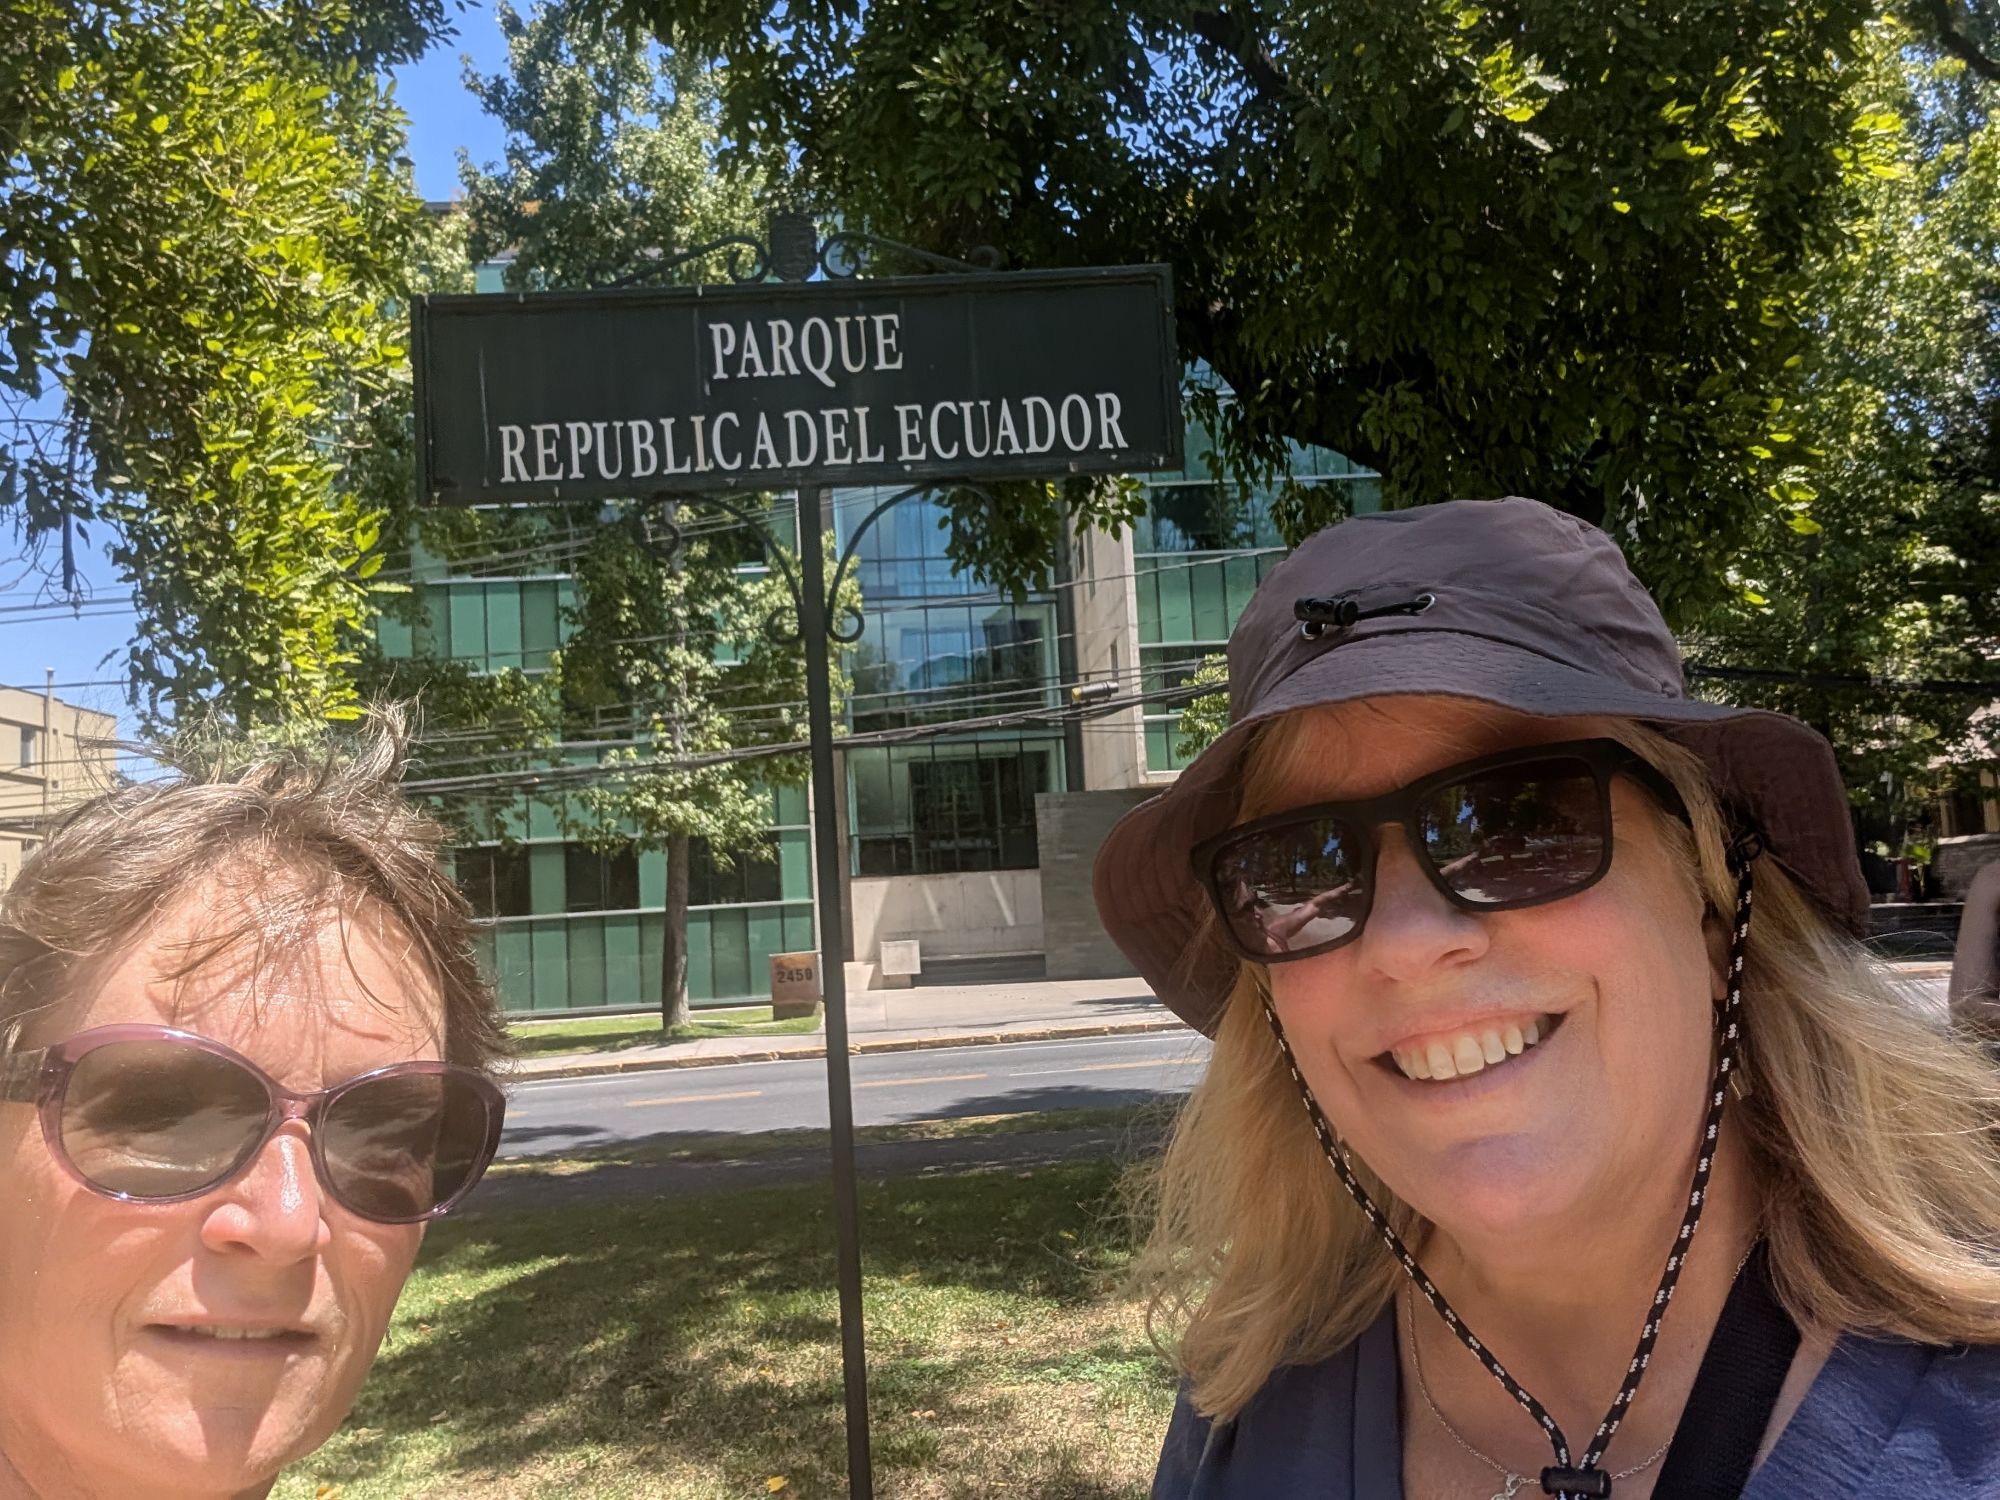 PARQUE
REPUBLICA DEL ECUADOR
2450